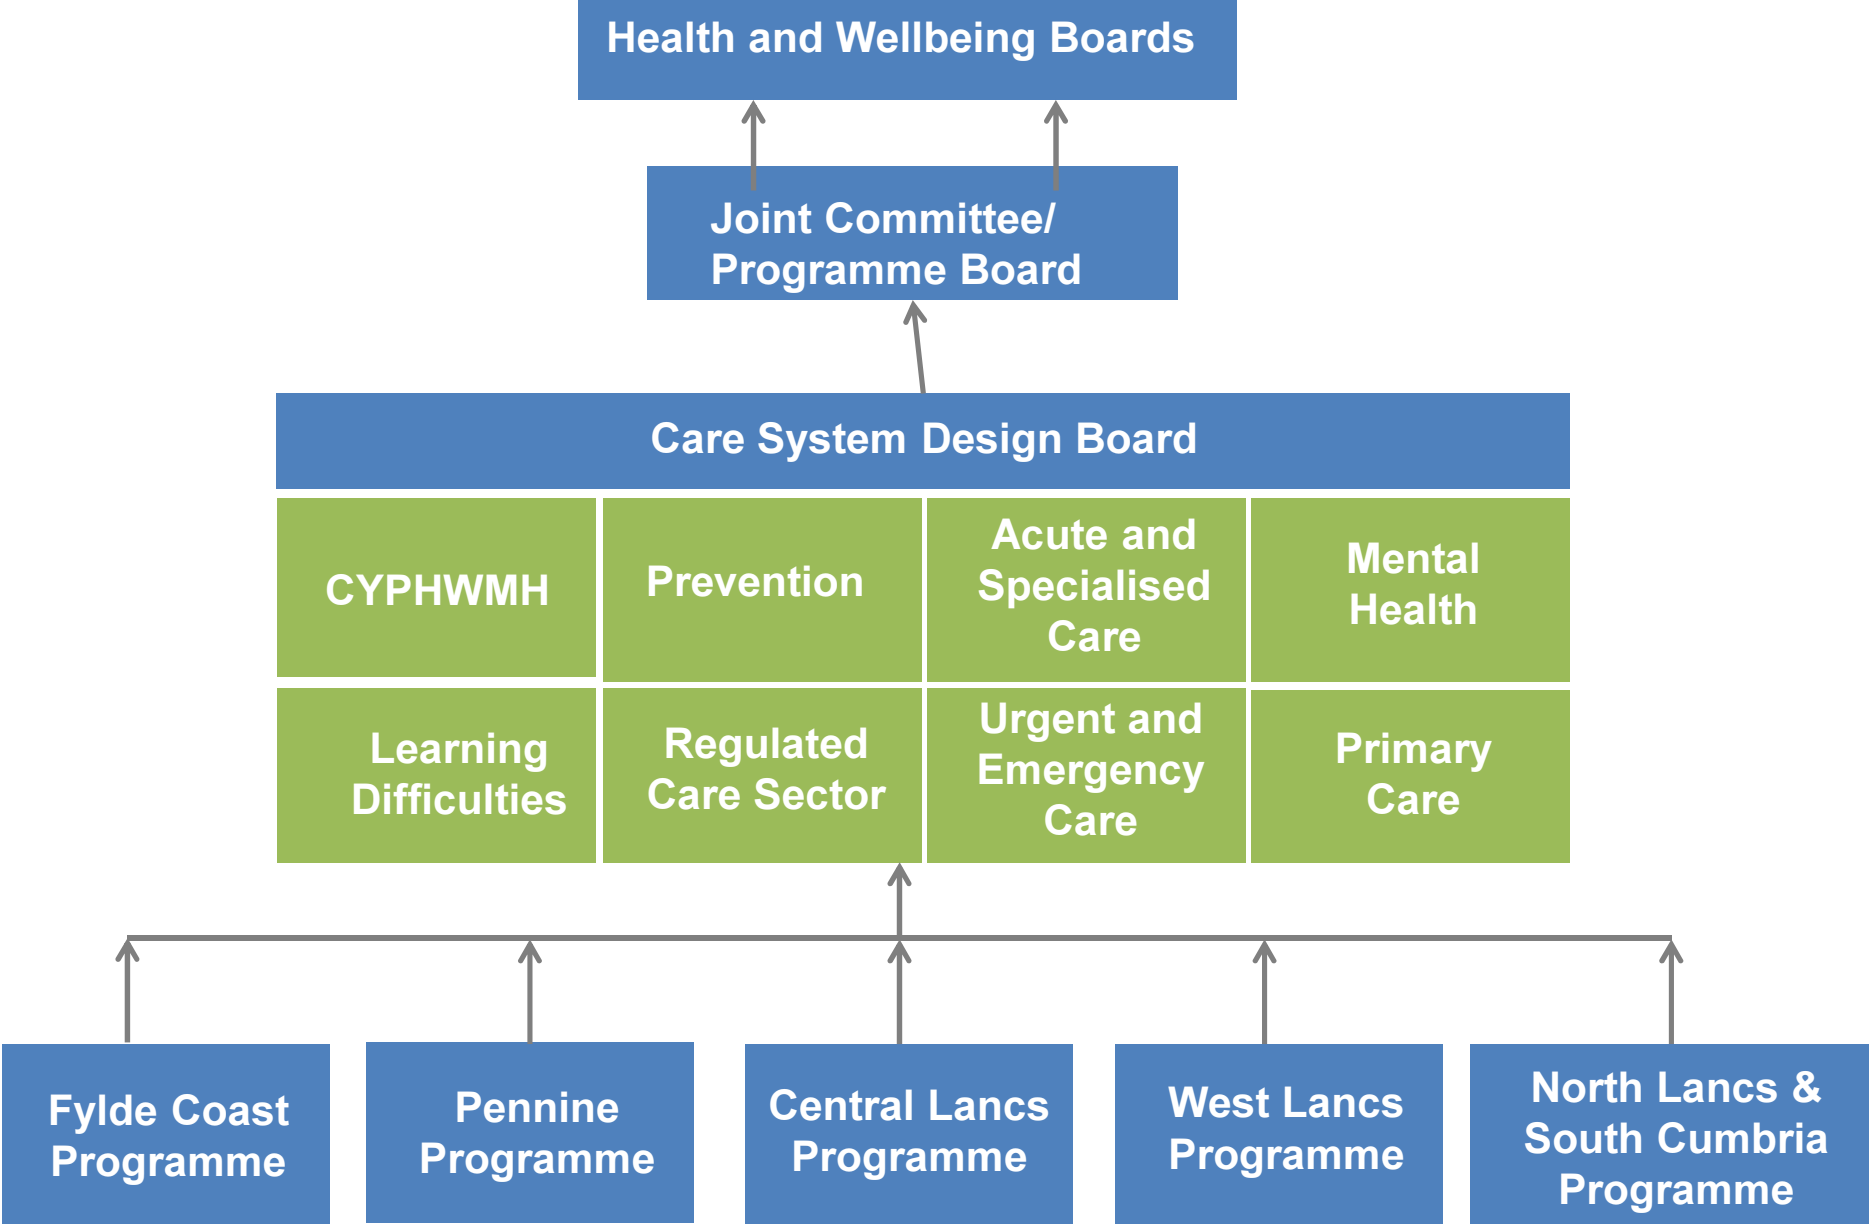 Health and Wellbeing Boards
Joint Committee/
Programme Board
Care System Design Board
CYPHWMH
Prevention
Acute and
Specialised
Care
Mental
Health
Learning
Difficulties
Regulated
Care Sector
Urgent and
Emergency
Care
Primary
Care
Fylde Coast
Programme
Pennine
Programme
Central Lancs
Programme
West Lancs
Programme
North Lancs &
South Cumbria
Programme